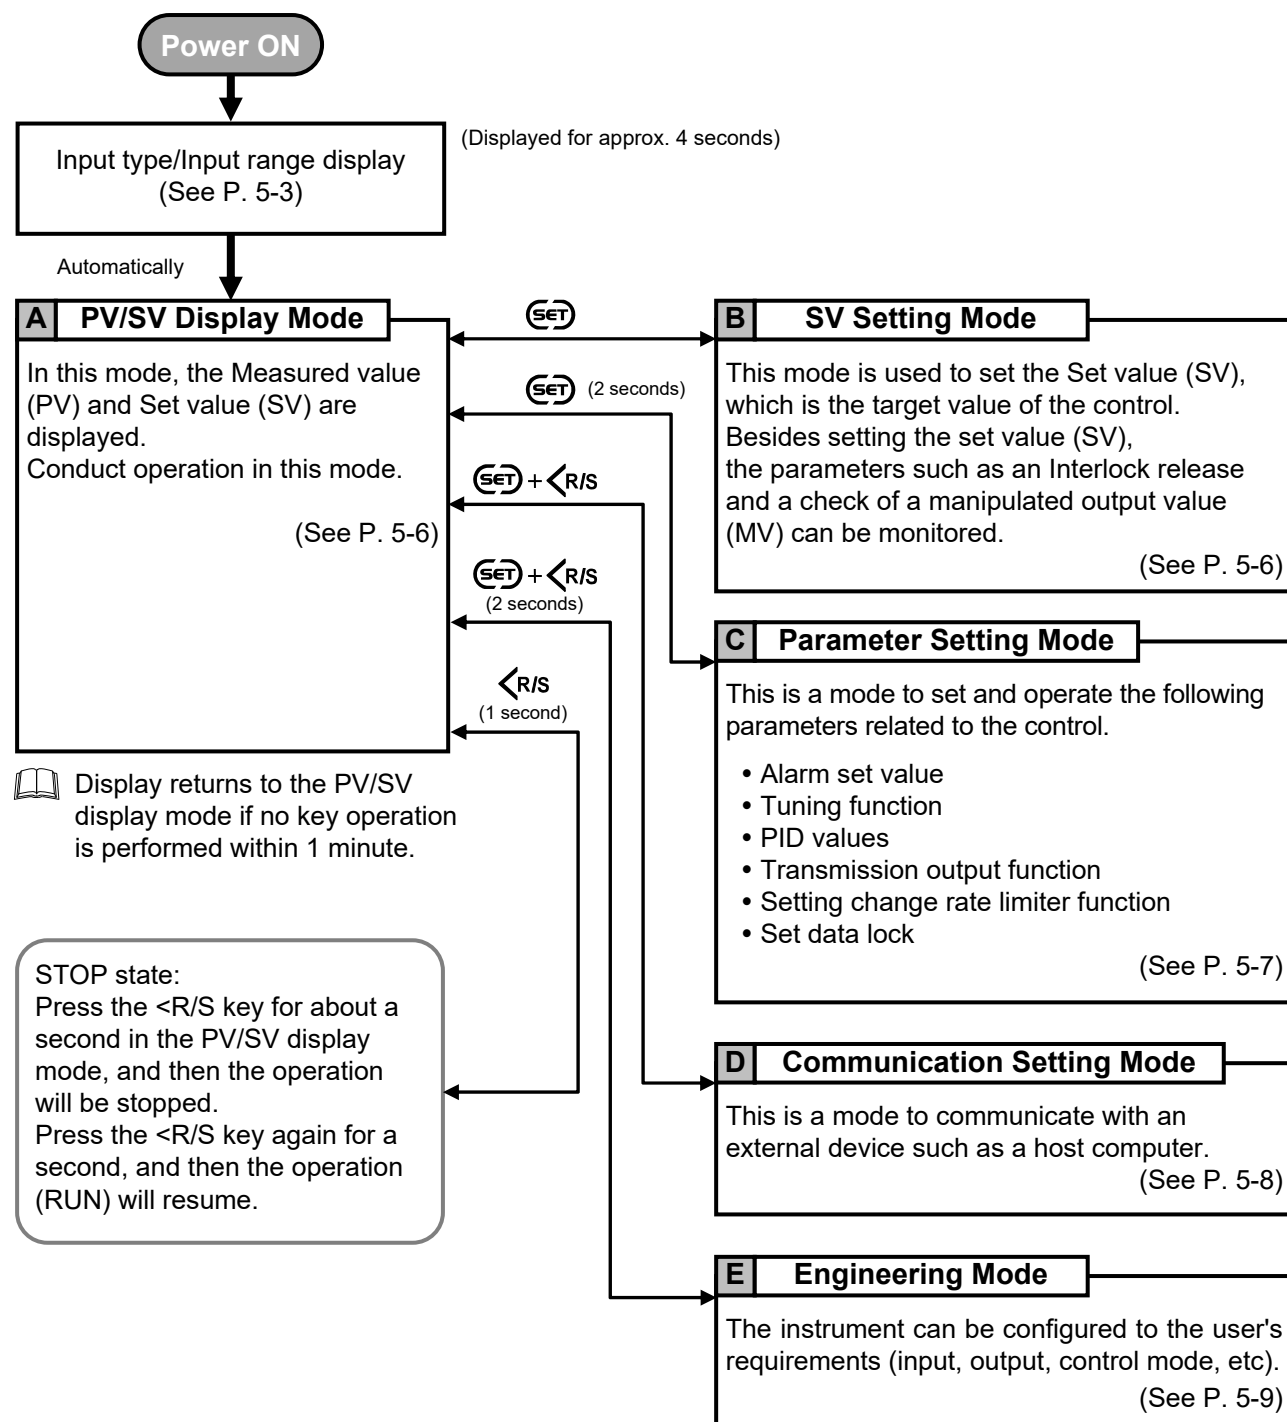 Power ON
Input type/Input range display
(See P. 5-3)
(Displayed for approx. 4 seconds)
Automatically
A PV/SV Display Mode
In this mode, the Measured value
(PV) and Set value (SV) are
displayed.
Conduct operation in this mode.
(See P. 5-6)
SET
SET (2 seconds)
SET + <R/S
SET + <R/S
(2 seconds)
<R/S
(1 second)
Display returns to the PV/SV
display mode if no key operation
is performed within 1 minute.
STOP state:
Press the <R/S key for about a
second in the PV/SV display
mode, and then the operation
will be stopped.
Press the <R/S key again for a
second, and then the operation
(RUN) will resume.
B SV Setting Mode
This mode is used to set the Set value (SV),
which is the target value of the control.
Besides setting the set value (SV),
the parameters such as an Interlock release
and a check of a manipulated output value
(MV) can be monitored.
(See P. 5-6)
C Parameter Setting Mode
This is a mode to set and operate the following
parameters related to the control.
• Alarm set value
• Tuning function
• PID values
• Transmission output function
• Setting change rate limiter function
• Set data lock
(See P. 5-7)
D Communication Setting Mode
This is a mode to communicate with an
external device such as a host computer.
(See P. 5-8)
E Engineering Mode
The instrument can be configured to the user's
requirements (input, output, control mode, etc).
(See P. 5-9)